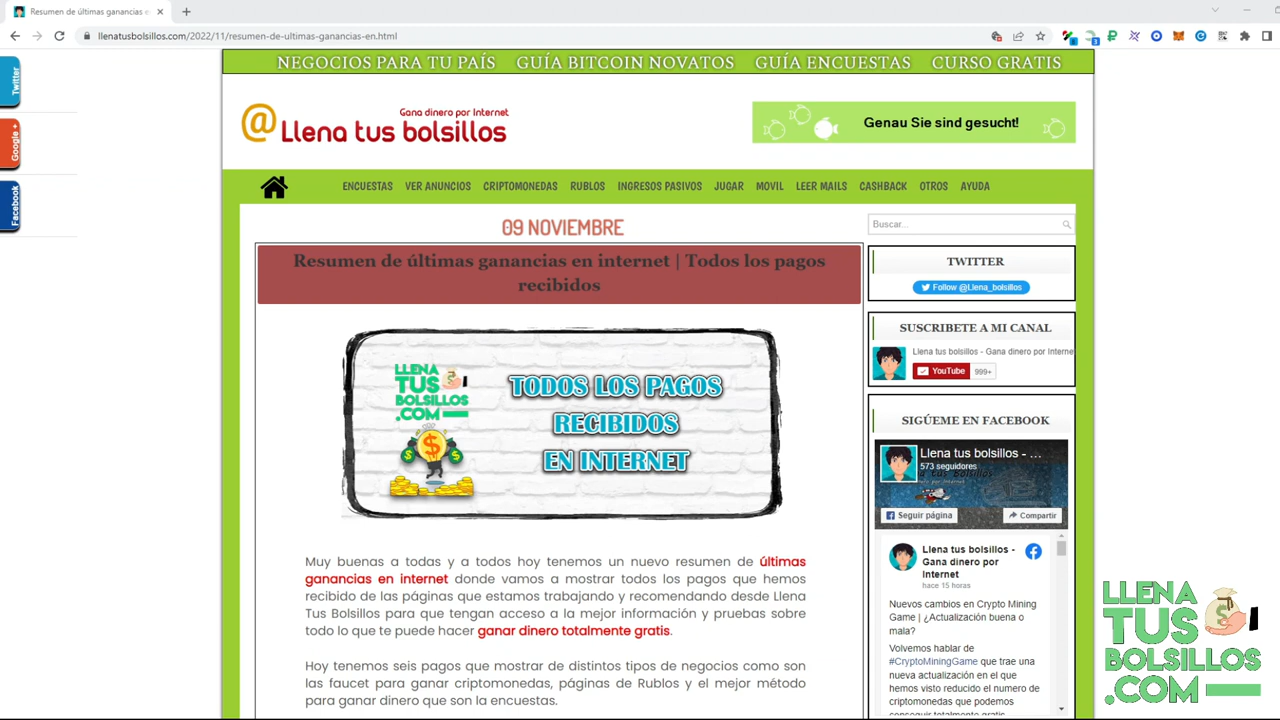 Resumen de últimas ganancias e
llenatusbolsillos.com/2022/11/resumen-de-ultimas-ganancias-en.html
Twitter
Google +
Facebook
NEGOCIOS PARA TU PAÍS GUÍA BITCOIN NOVATOS GUÍA ENCUESTAS CURSO GRATIS
Gana dinero por Internet
@Llena tus bolsillos
Genau Sie sind gesucht!
ENCUESTAS VER ANUNCIOS CRIPTOMONEDAS RUBLOS INGRESOS PASIVOS JUGAR MOVIL LEER MAILS CASHBACK OTROS AYUDA
09 NOVIEMBRE
Resumen de últimas ganancias en internet | Todos los pagos
recibidos
LLENA
TUS
BOLSILLOS
.COM
TODOS LOS PAGOS
RECIBIDOS
EN INTERNET
Muy buenas a todas y a todos hoy tenemos un nuevo resumen de últimas
ganancias en internet donde vamos a mostrar todos los pagos que hemos
recibido de las páginas que estamos trabajando y recomendando desde Llena
Tus Bolsillos para que tengan acceso a la mejor información y pruebas sobre
todo lo que te puede hacer ganar dinero totalmente gratis.
Hoy tenemos seis pagos que mostrar de distintos tipos de negocios como son
las faucet para ganar criptomonedas, páginas de Rublos y el mejor método
para ganar dinero que son la encuestas.
Buscar...
TWITTER
Follow @Llena_bolsillos
SUSCRIBETE A MI CANAL
Llena tus bolsillos - Gana dinero por Interne
YouTube 999+
SIGÚEME EN FACEBOOK
Llena tus bolsillos - ...
573 seguidores
Seguir página
Compartir
Llena tus bolsillos -
Gana dinero por
Internet
hace 15 horas
Nuevos cambios en Crypto Mining
Game | ¿Actualización buena o
mala?
Volvemos hablar de
#CryptoMiningGame que trae una
nueva actualización en el que
hemos visto reducido el numero de
criptomonedas que podemos
conseguir totalmente gratis
LLENA
TUS
BOLSILLOS
.COM